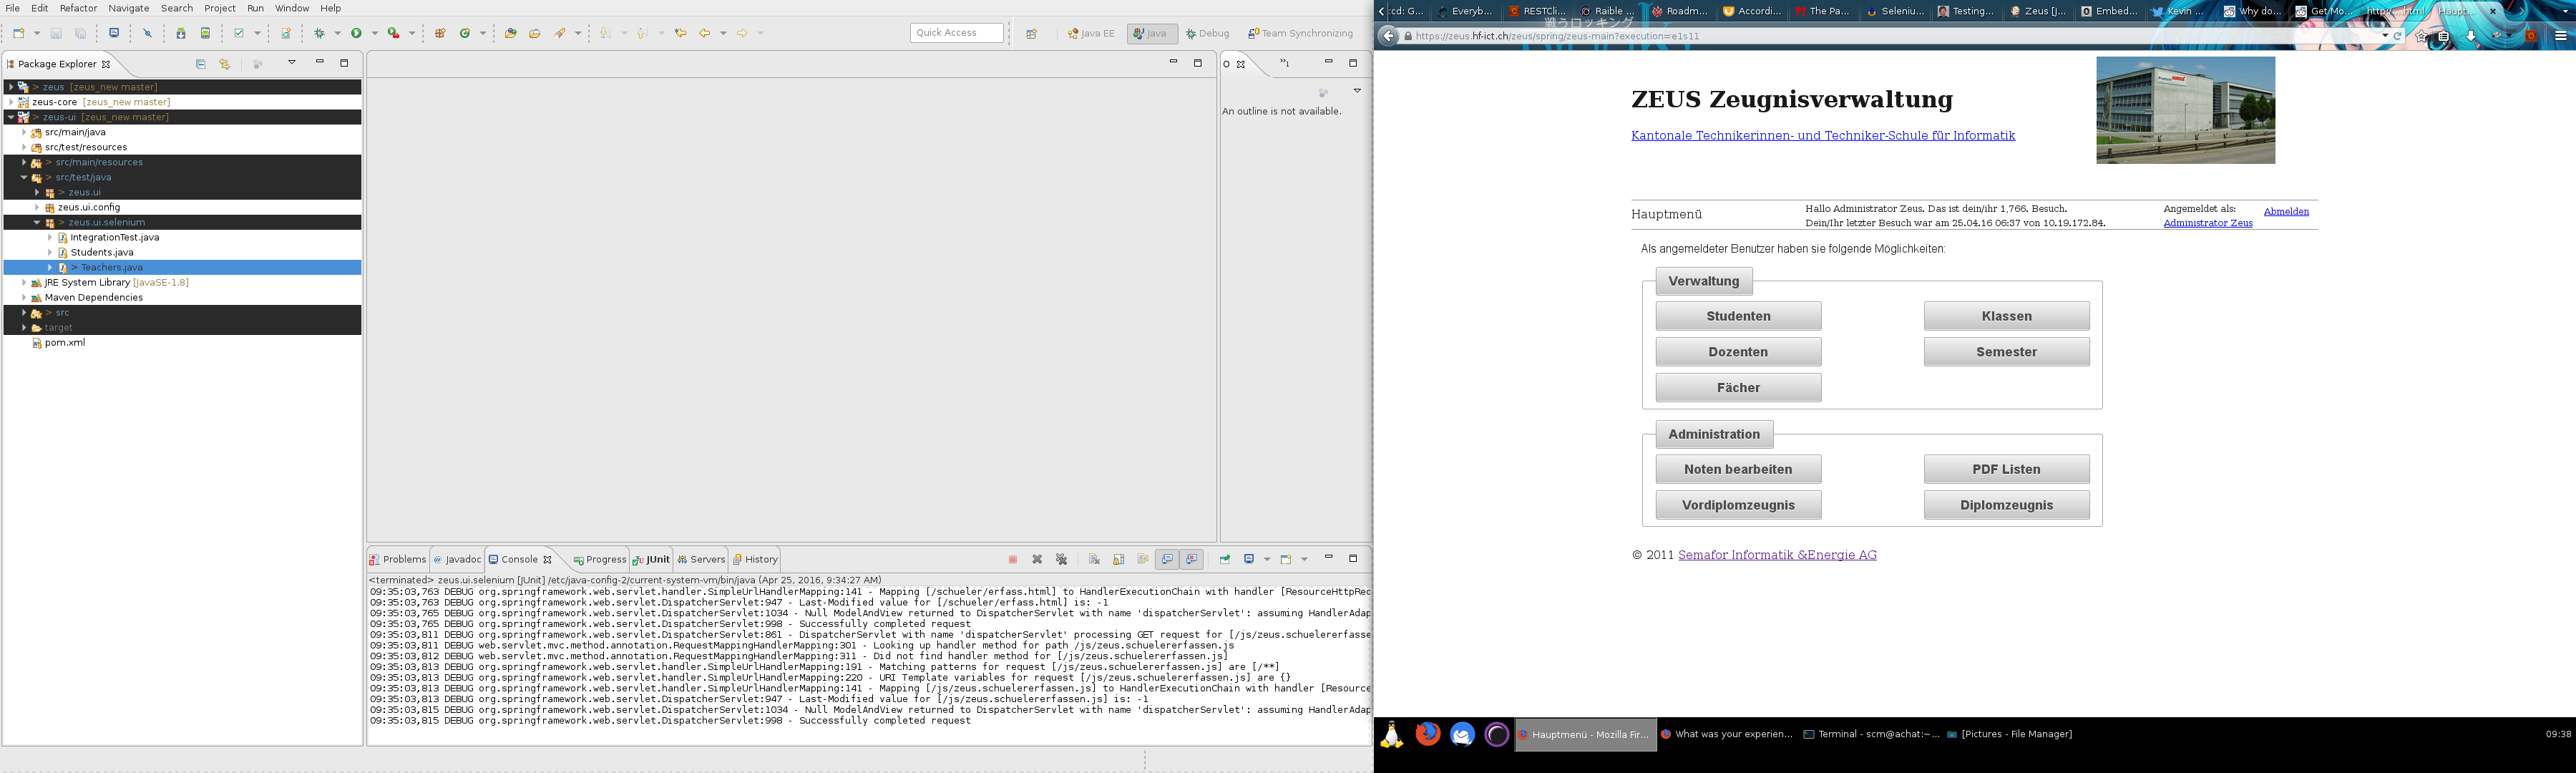 File Edit Refactor Navigate Search Project Run Window Help
Quick Access
Java EE
Java
Debug
Team Synchronizing
Package Explorer
> zeus [zeus_new master]
zeus-core [zeus_new master]
> zeus-ui [zeus_new master]
src/main/java
src/test/resources
> src/main/resources
> src/test/java
> zeus.ui
zeus.ui.config
> zeus.ui.selenium
IntegrationTest.java
Students.java
> Teachers.java
JRE System Library [JavaSE-1.8]
Maven Dependencies
> src
target
pom.xml
An outline is not available.
Problems Javadoc Console Progress JUnit Servers History
<terminated> zeus.ui.selenium [JUnit] /etc/java-config-2/current-system-vm/bin/java (Apr 25, 2016, 9:34:27 AM)
09:35:03,763 DEBUG org.springframework.web.servlet.handler.SimpleUrlHandlerMapping:141 - Mapping [/schueler/erfass.html] to HandlerExecutionChain with handler [ResourceHttpRec
09:35:03,765 DEBUG org.springframework.web.servlet.DispatcherServlet:947 - Last-Modified value for [/schueler/erfass.html] is: -1
09:35:03,765 DEBUG org.springframework.web.servlet.DispatcherServlet:1034 - Null ModelAndView returned to DispatcherServlet with name 'dispatcherServlet': assuming HandlerAdap
09:35:03,765 DEBUG org.springframework.web.servlet.DispatcherServlet:998 - Successfully completed request
09:35:03,811 DEBUG org.springframework.web.servlet.DispatcherServlet:861 - DispatcherServlet with name 'dispatcherServlet' processing GET request for [/js/zeus.schuelererfasse
09:35:03,811 DEBUG web.servlet.mvc.method.annotation.RequestMappingHandlerMapping:301 - Looking up handler method for path /js/zeus.schuelererfassen.js
09:35:03,812 DEBUG web.servlet.mvc.method.annotation.RequestMappingHandlerMapping:311 - Did not find handler method for [/js/zeus.schuelererfassen.js]
09:35:03,813 DEBUG org.springframework.web.servlet.handler.SimpleUrlHandlerMapping:191 - Matching patterns for request [/js/zeus.schuelererfassen.js] are [/**]
09:35:03,813 DEBUG org.springframework.web.servlet.handler.SimpleUrlHandlerMapping:220 - URI Template variables for request [/js/zeus.schuelererfassen.js] are {}
09:35:03,813 DEBUG org.springframework.web.servlet.handler.SimpleUrlHandlerMapping:141 - Mapping [/js/zeus.schuelererfassen.js] to HandlerExecutionChain with handler [Resource
09:35:03,813 DEBUG org.springframework.web.servlet.DispatcherServlet:947 - Last-Modified value for [/js/zeus.schuelererfassen.js] is: -1
09:35:03,815 DEBUG org.springframework.web.servlet.DispatcherServlet:1034 - Null ModelAndView returned to DispatcherServlet with name 'dispatcherServlet': assuming HandlerAdap
09:35:03,815 DEBUG org.springframework.web.servlet.DispatcherServlet:998 - Successfully completed request
:cd: G... Everyb... RESTCli... Raible ... Roadm... Accordi... The Pa... Seleniu... Testing... Zeus [J... Embed... Kevin ... Why do... Get/Mo...
戦うロッキング
https://zeus.hf-ict.ch/zeus/spring/zeus-main?execution=e1s11
ZEUS Zeugnisverwaltung
Kantonale Technikerinnen- und Techniker-Schule für Informatik
Hauptmenü
Hallo Administrator Zeus. Das ist dein/ihr 1,766. Besuch.
Dein/Ihr letzter Besuch war am 25.04.16 06:37 von 10.19.172.84.
Angemeldet als:
Administrator Zeus
Abmelden
Als angemeldeter Benutzer haben sie folgende Möglichkeiten:
Verwaltung
Studenten Klassen
Dozenten Semester
Fächer
Administration
Noten bearbeiten PDF Listen
Vordiplomzeugnis Diplomzeugnis
© 2011 Semafor Informatik &Energie AG
Hauptmenü - Mozilla Fir... What was your experien... Terminal - scm@achat:~... [Pictures - File Manager] 09:38